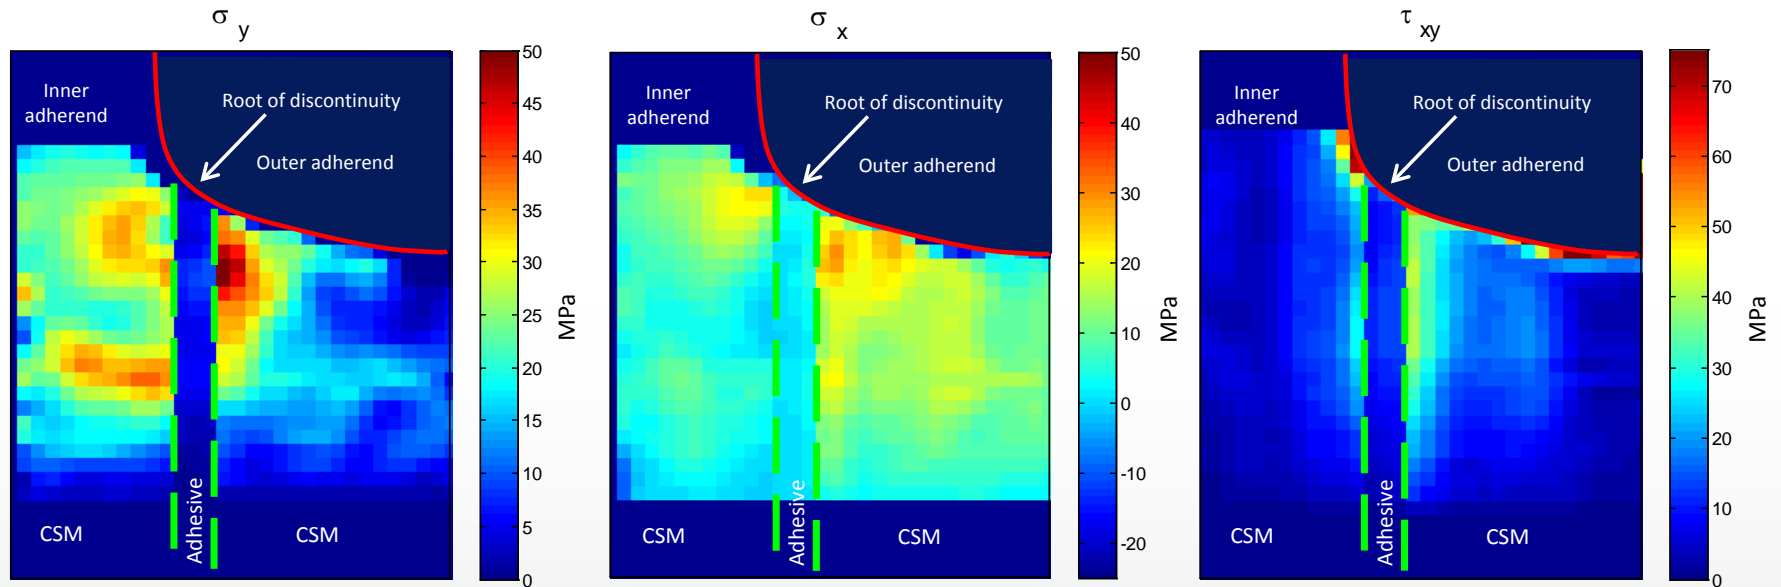 σ y
Inner
adherend
Root of discontinuity
Outer adherend
CSM
Adhesive
CSM
50
45
40
35
30
25
20
15
10
5
0
MPa
σ x
Inner
adherend
Root of discontinuity
Outer adherend
CSM
Adhesive
CSM
50
40
30
20
10
0
-10
-20
MPa
τ xy
Inner
adherend
Root of discontinuity
Outer adherend
CSM
Adhesive
CSM
70
60
50
40
30
20
10
0
MPa